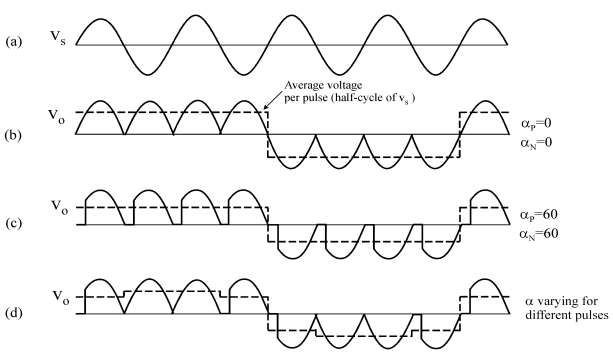 (a) Vs
Average voltage
per pulse (half-cycle of vs )
(b) Vo
αP=0
αN=0
(c) Vo
αP=60
αN=60
(d) Vo
α varying for
different pulses